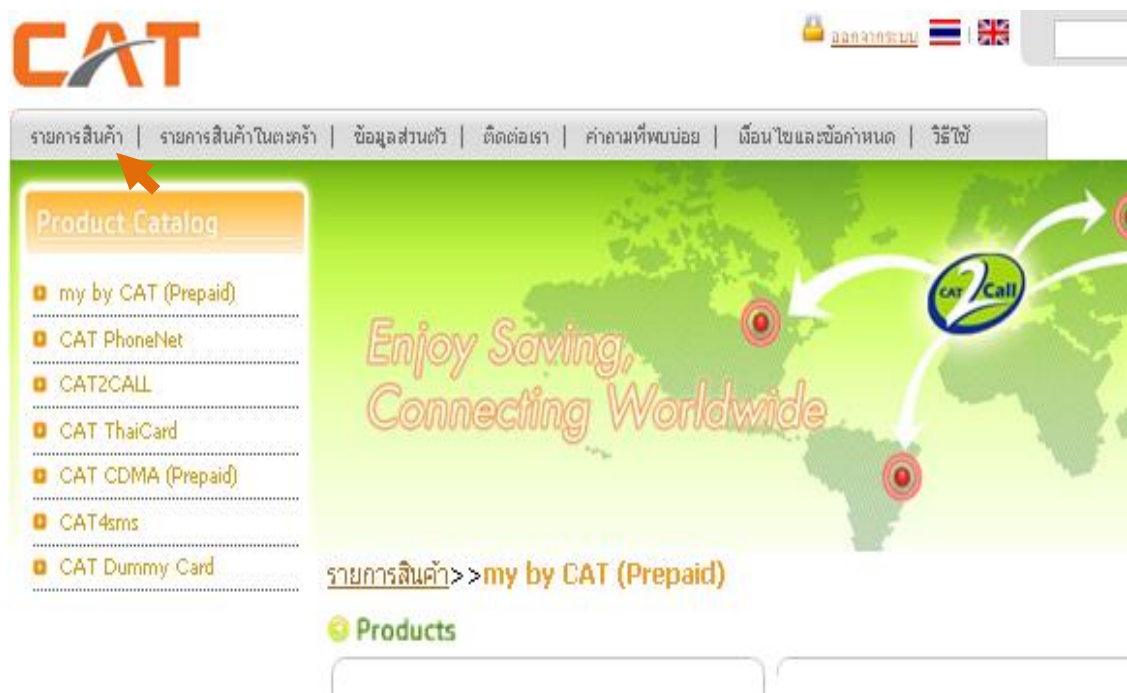 CAT
ออกจากระบบ |
รายการสินค้า | รายการสินค้าในตะกร้า | ข้อมูลส่วนตัว | ติดต่อเรา | คำถามที่พบบ่อย | เงื่อนไขและข้อกำหนด | วิธีใช้
Product Catalog
my by CAT (Prepaid)
CAT PhoneNet
CAT2CALL
CAT ThaiCard
CAT CDMA (Prepaid)
CAT4sms
CAT Dummy Card
CAT 2Call
Enjoy Saving,
Connecting Worldwide
รายการสินค้า>>my by CAT (Prepaid)
Products